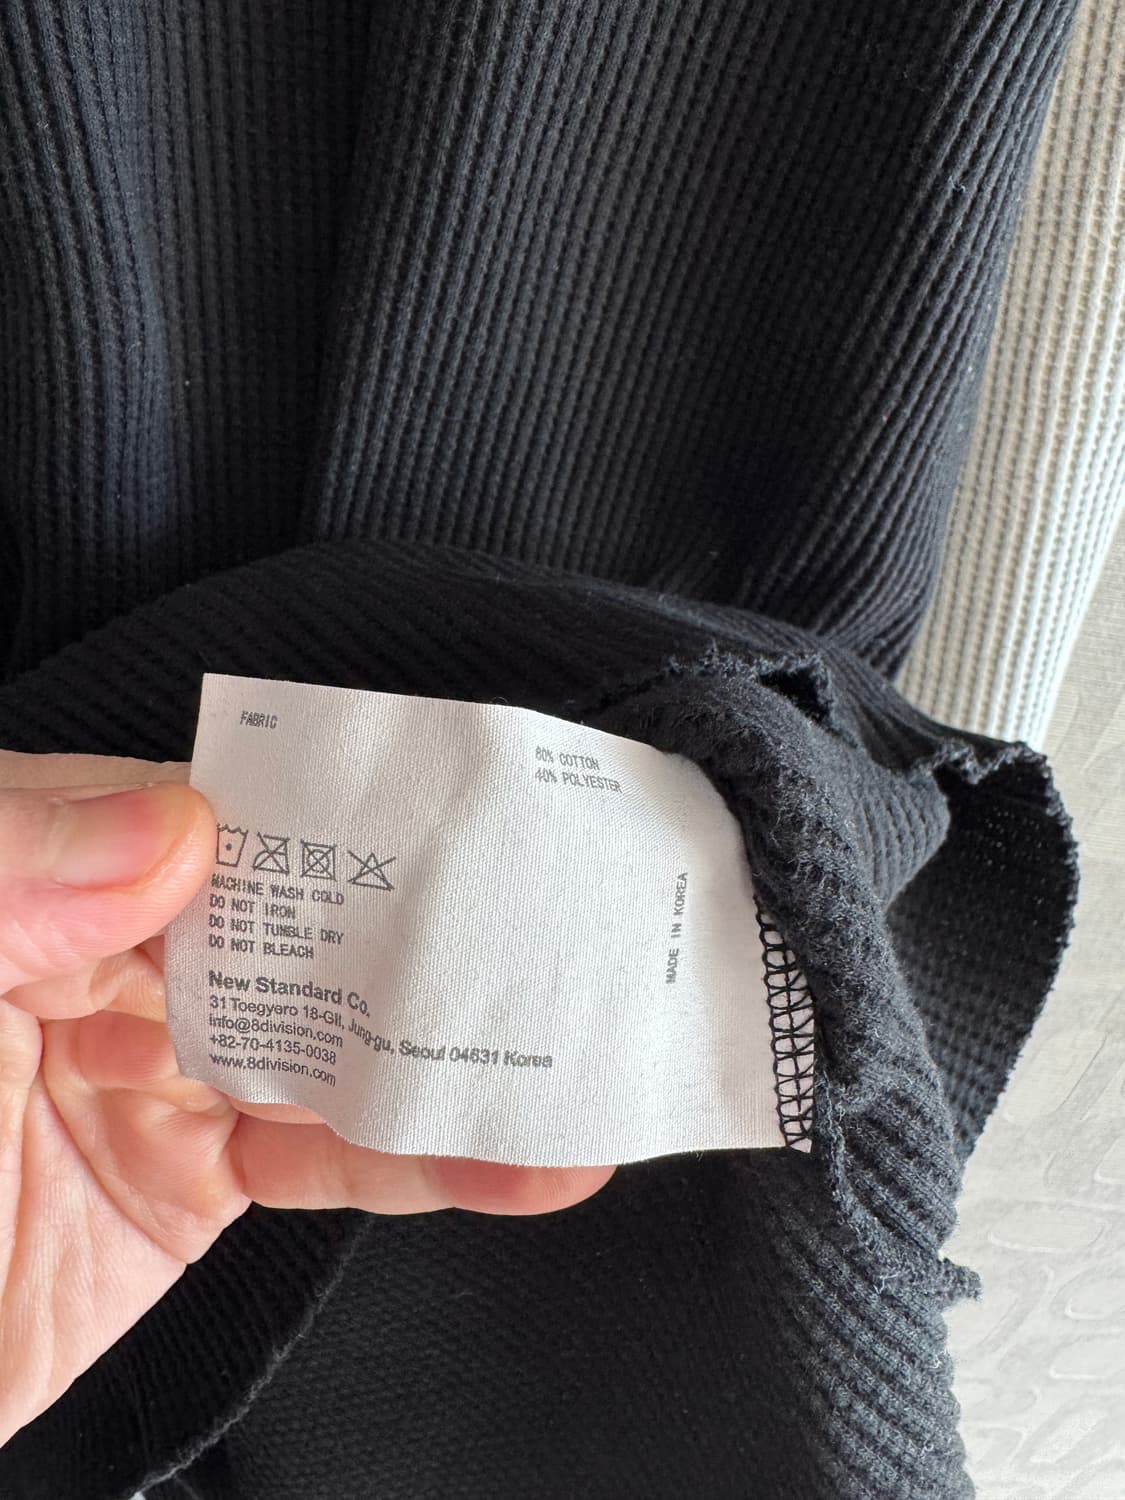 FABRIC
60% COTTON
40% POLYESTER
MACHINE WASH COLD
DO NOT IRON
DO NOT TUMBLE DRY
DO NOT BLEACH
MADE IN KOREA
New Standard Co.
31 Toegyero 18-Gil, Jung-gu, Seoul 04631 Korea
info@8division.com
+82-70-4135-0038
www.8division.com